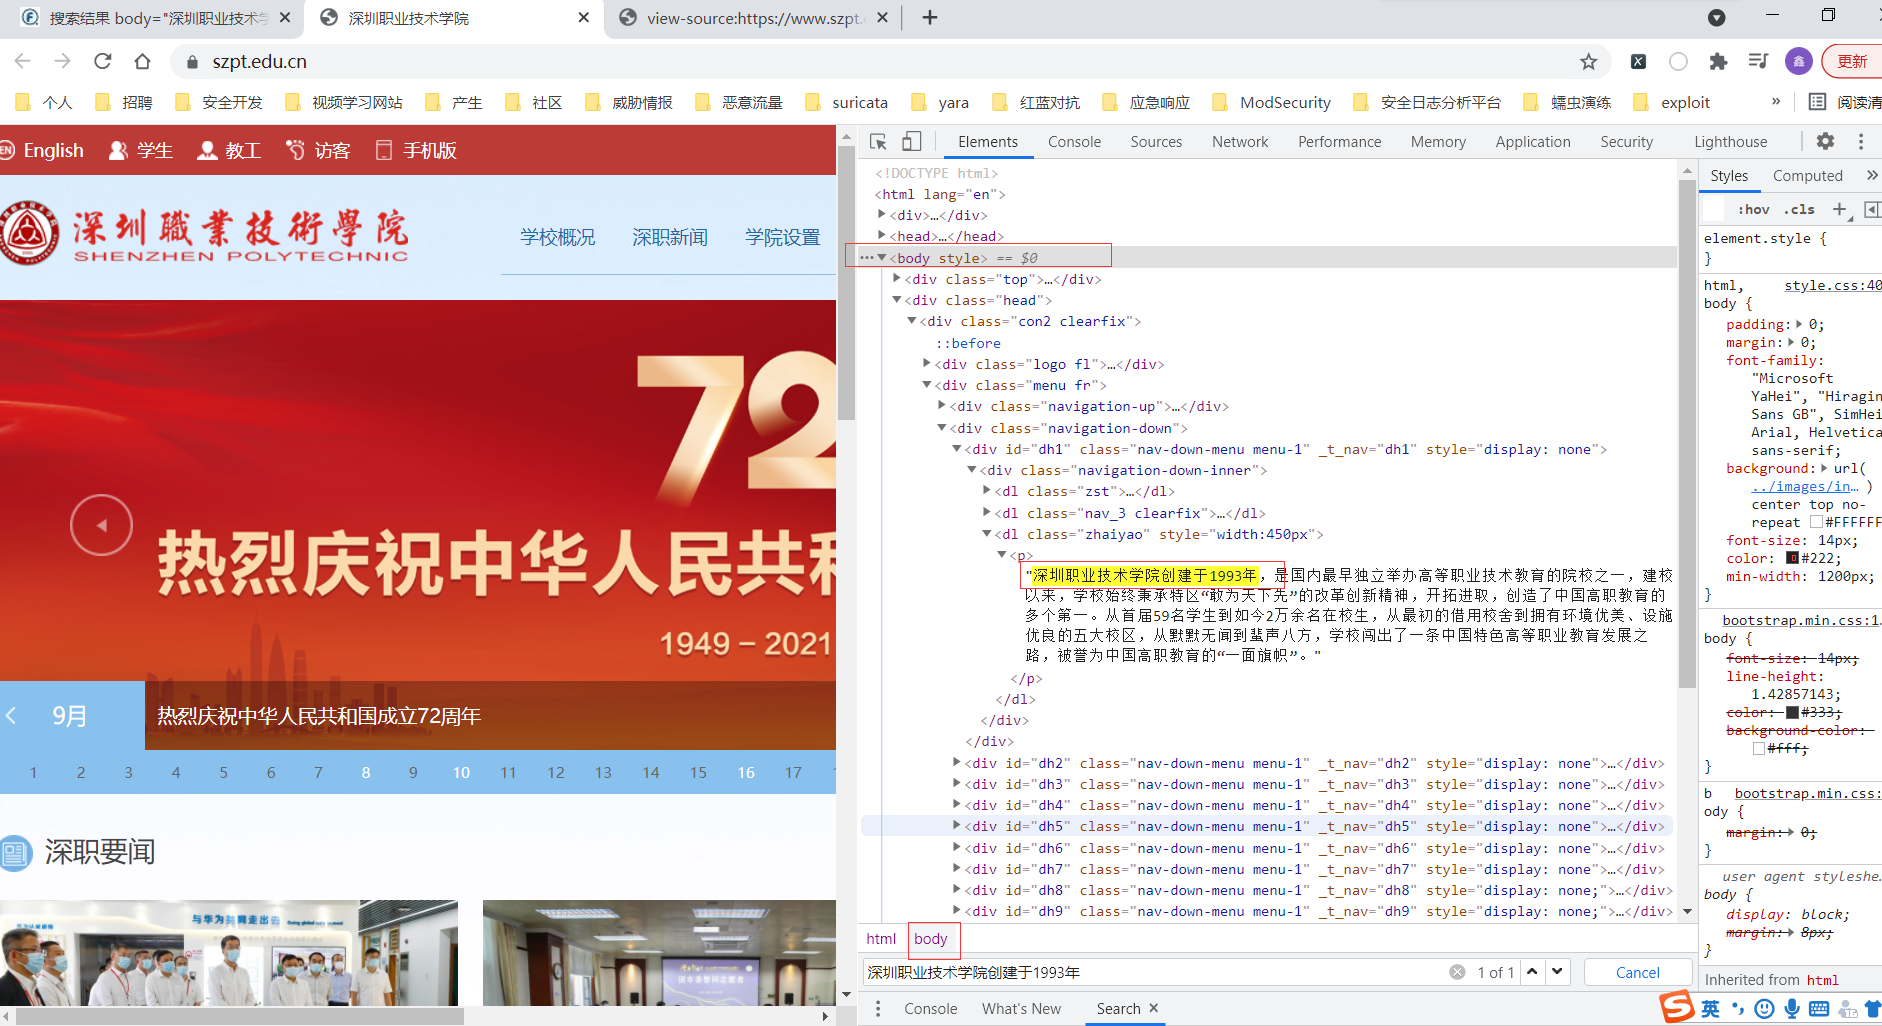 搜索结果 body="深圳职业技术学
深圳职业技术学院
view-source:https://www.szpt.
szpt.edu.cn
鑫
更新
个人
招聘
安全开发
视频学习网站
产生
社区
威胁情报
恶意流量
suricata
yara
红蓝对抗
应急响应
ModSecurity
安全日志分析平台
蠕虫演练
exploit
»
阅读清
EN English
学生
教工
访客
手机版
深圳職業技術學院
SHENZHEN POLYTECHNIC
学校概况
深职新闻
学院设置
72
热烈庆祝中华人民共和
1949－2021
9月
热烈庆祝中华人民共和国成立72周年
1 2 3 4 5 6 7 8 9 10 11 12 13 14 15 16 17
深职要闻
与华为共同走出去
Elements
Console
Sources
Network
Performance
Memory
Application
Security
Lighthouse
<!DOCTYPE html>
<html lang="en">
<div>…</div>
<head>…</head>
<body style> == $0
<div class="top">…</div>
<div class="head">
<div class="con2 clearfix">
::before
<div class="logo fl">…</div>
<div class="menu fr">
<div class="navigation-up">…</div>
<div class="navigation-down">
<div id="dh1" class="nav-down-menu menu-1" _t_nav="dh1" style="display: none">
<div class="navigation-down-inner">
<dl class="zst">…</dl>
<dl class="nav_3 clearfix">…</dl>
<dl class="zhaiyao" style="width:450px">
<p>
"深圳职业技术学院创建于1993年，是国内最早独立举办高等职业技术教育的院校之一，建校
以来，学校始终秉承特区“敢为天下先”的改革创新精神，开拓进取，创造了中国高职教育的
多个第一。从首届59名学生到如今2万余名在校生，从最初的借用校舍到拥有环境优美、设施
优良的五大校区，从默默无闻到蜚声八方，学校闯出了一条中国特色高等职业教育发展之
路，被誉为中国高职教育的“一面旗帜”。"
</p>
</dl>
</div>
</div>
<div id="dh2" class="nav-down-menu menu-1" _t_nav="dh2" style="display: none">…</div>
<div id="dh3" class="nav-down-menu menu-1" _t_nav="dh3" style="display: none">…</div>
<div id="dh4" class="nav-down-menu menu-1" _t_nav="dh4" style="display: none">…</div>
<div id="dh5" class="nav-down-menu menu-1" _t_nav="dh5" style="display: none">…</div>
<div id="dh6" class="nav-down-menu menu-1" _t_nav="dh6" style="display: none">…</div>
<div id="dh7" class="nav-down-menu menu-1" _t_nav="dh7" style="display: none">…</div>
<div id="dh8" class="nav-down-menu menu-1" _t_nav="dh8" style="display: none;">…</div>
<div id="dh9" class="nav-down-menu menu-1" _t_nav="dh9" style="display: none;">…</div>
html body
深圳职业技术学院创建于1993年
1 of 1
Cancel
Console
What's New
Search
Styles
Computed
»
:hov .cls +
element.style {
}
html, style.css:40
body {
padding: 0;
margin: 0;
font-family:
"Microsoft
YaHei", "Hiragin
Sans GB", SimHei
Arial, Helvetica
sans-serif;
background: url(
../images/in… )
center top no-
repeat #FFFFFF
font-size: 14px;
color: #222;
min-width: 1200px;
}
bootstrap.min.css:1.
body {
font-size: 14px;
line-height:
1.42857143;
color: #333;
background-color:
#fff;
}
b bootstrap.min.css:
ody {
margin: 0;
}
user agent styleshe…
body {
display: block;
margin: 8px;
}
Inherited from html
S 英